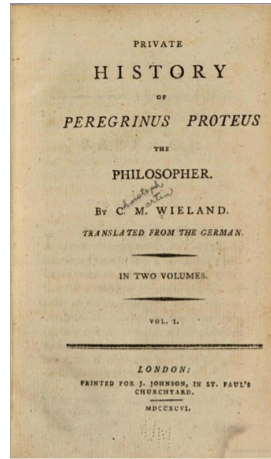 PRIVATE
HISTORY
OF
PEREGRINUS PROTEUS
THE
PHILOSOPHER.
By C. M. WIELAND.
TRANSLATED FROM THE GERMAN.
IN TWO VOLUMES.
VOL. I.
LONDON:
PRINTED FOR J. JOHNSON, IN ST. PAUL'S
CHURCHYARD.
MDCCXCVI.